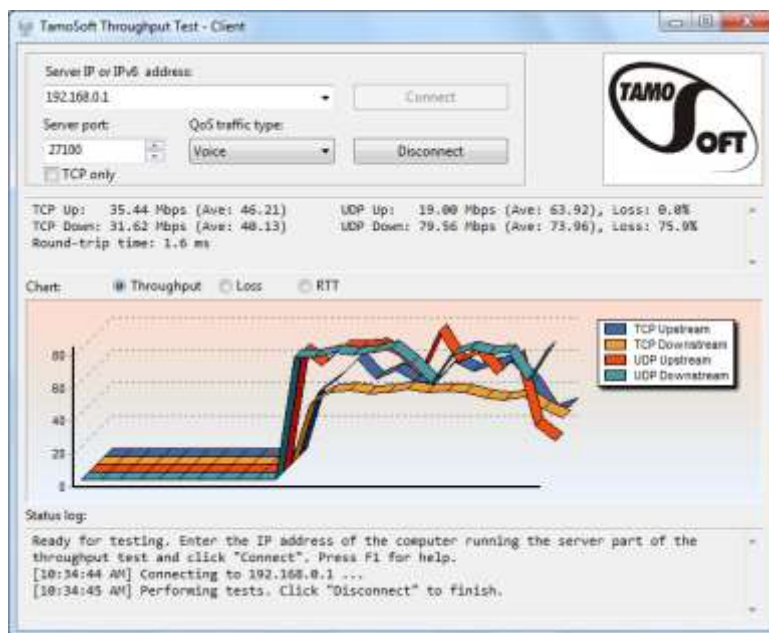 TamoSoft Throughput Test - Client
Server IP or IPv6 address:
192.168.0.1
Connect
Server port:
QoS traffic type:
27100
Voice
Disconnect
TCP only
TAMO
SOFT
TCP Up: 35.44 Mbps (Ave: 46.21) UDP Up: 19.00 Mbps (Ave: 63.92), Loss: 0.0%
TCP Down: 31.62 Mbps (Ave: 40.13) UDP Down: 79.56 Mbps (Ave: 73.96), Loss: 75.9%
Round-trip time: 1.6 ms
Chart: Throughput Loss RTT
80
60
40
20
0
TCP Upstream
TCP Downstream
UDP Upstream
UDP Downstream
Status log:
Ready for testing. Enter the IP address of the computer running the server part of the
throughput test and click "Connect". Press F1 for help.
[10:34:44 AM] Connecting to 192.168.0.1 ...
[10:34:45 AM] Performing tests. Click "Disconnect" to finish.